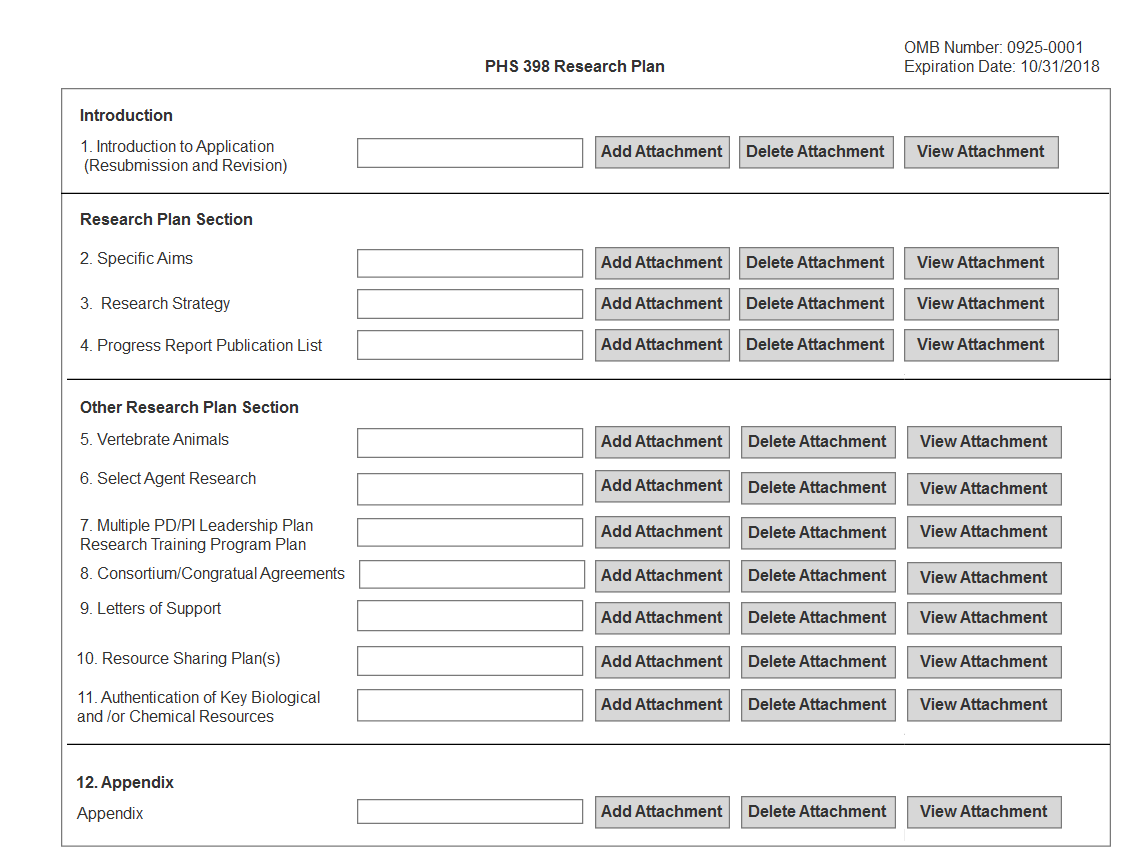 OMB Number: 0925-0001
PHS 398 Research Plan
Expiration Date: 10/31/2018
Introduction
1. Introduction to Application
(Resubmission and Revision)
Add Attachment Delete Attachment View Attachment
Research Plan Section
2. Specific Aims Add Attachment Delete Attachment View Attachment
3. Research Strategy Add Attachment Delete Attachment View Attachment
4. Progress Report Publication List Add Attachment Delete Attachment View Attachment
Other Research Plan Section
5. Vertebrate Animals Add Attachment Delete Attachment View Attachment
6. Select Agent Research Add Attachment Delete Attachment View Attachment
7. Multiple PD/PI Leadership Plan
Research Training Program Plan
Add Attachment Delete Attachment View Attachment
8. Consortium/Congratual Agreements Add Attachment Delete Attachment View Attachment
9. Letters of Support Add Attachment Delete Attachment View Attachment
10. Resource Sharing Plan(s) Add Attachment Delete Attachment View Attachment
11. Authentication of Key Biological
and /or Chemical Resources
Add Attachment Delete Attachment View Attachment
12. Appendix
Appendix Add Attachment Delete Attachment View Attachment